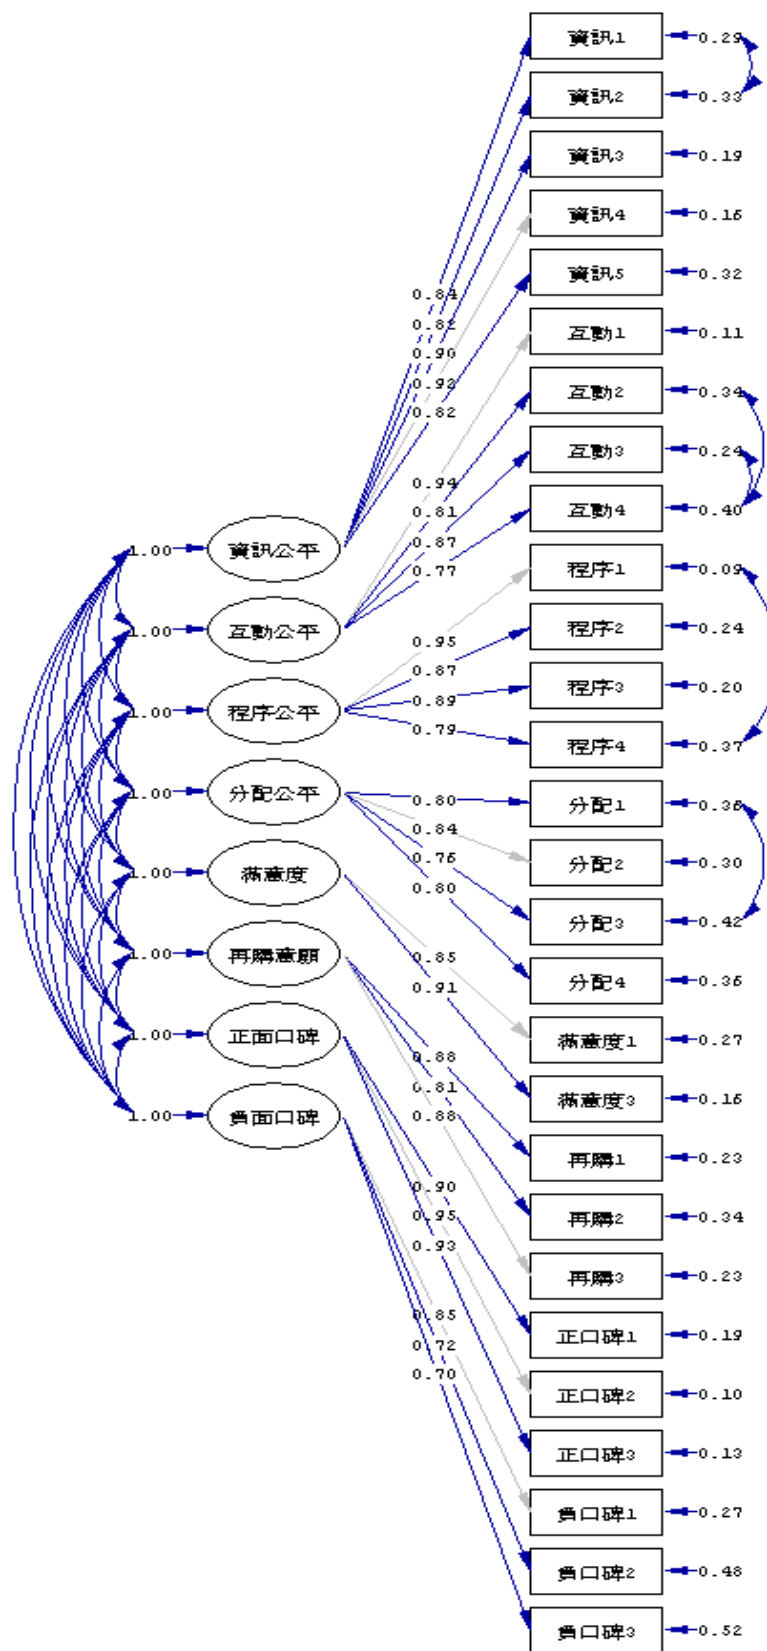 1.00 資訊公平
1.00 互動公平
1.00 程序公平
1.00 分配公平
1.00 滿意度
1.00 再購意願
1.00 正面口碑
1.00 負面口碑
0.84
0.82
0.90
0.92
0.82
0.94
0.81
0.87
0.77
0.95
0.87
0.89
0.79
0.80
0.84
0.76
0.80
0.85
0.91
0.88
0.81
0.88
0.90
0.95
0.93
0.85
0.72
0.70
資訊1 0.29
資訊2 0.33
資訊3 0.19
資訊4 0.16
資訊5 0.32
互動1 0.11
互動2 0.34
互動3 0.24
互動4 0.40
程序1 0.09
程序2 0.24
程序3 0.20
程序4 0.37
分配1 0.36
分配2 0.30
分配3 0.42
分配4 0.36
滿意度1 0.27
滿意度3 0.16
再購1 0.23
再購2 0.34
再購3 0.23
正口碑1 0.19
正口碑2 0.10
正口碑3 0.13
負口碑1 0.27
負口碑2 0.48
負口碑3 0.52